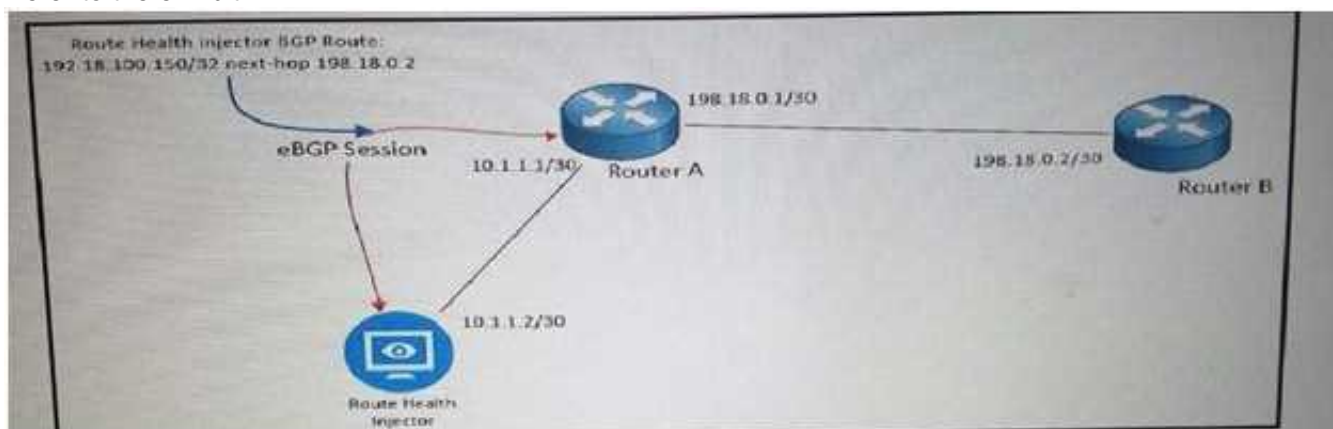 Route Health Injector BGP Route:
192.18.100.150/32 next-hop 198.18.0.2
198.18.0.1/30
eBGP Session
10.1.1.1/30
Router A
198.18.0.2/30
Router B
10.1.1.2/30
Route Health
Injector